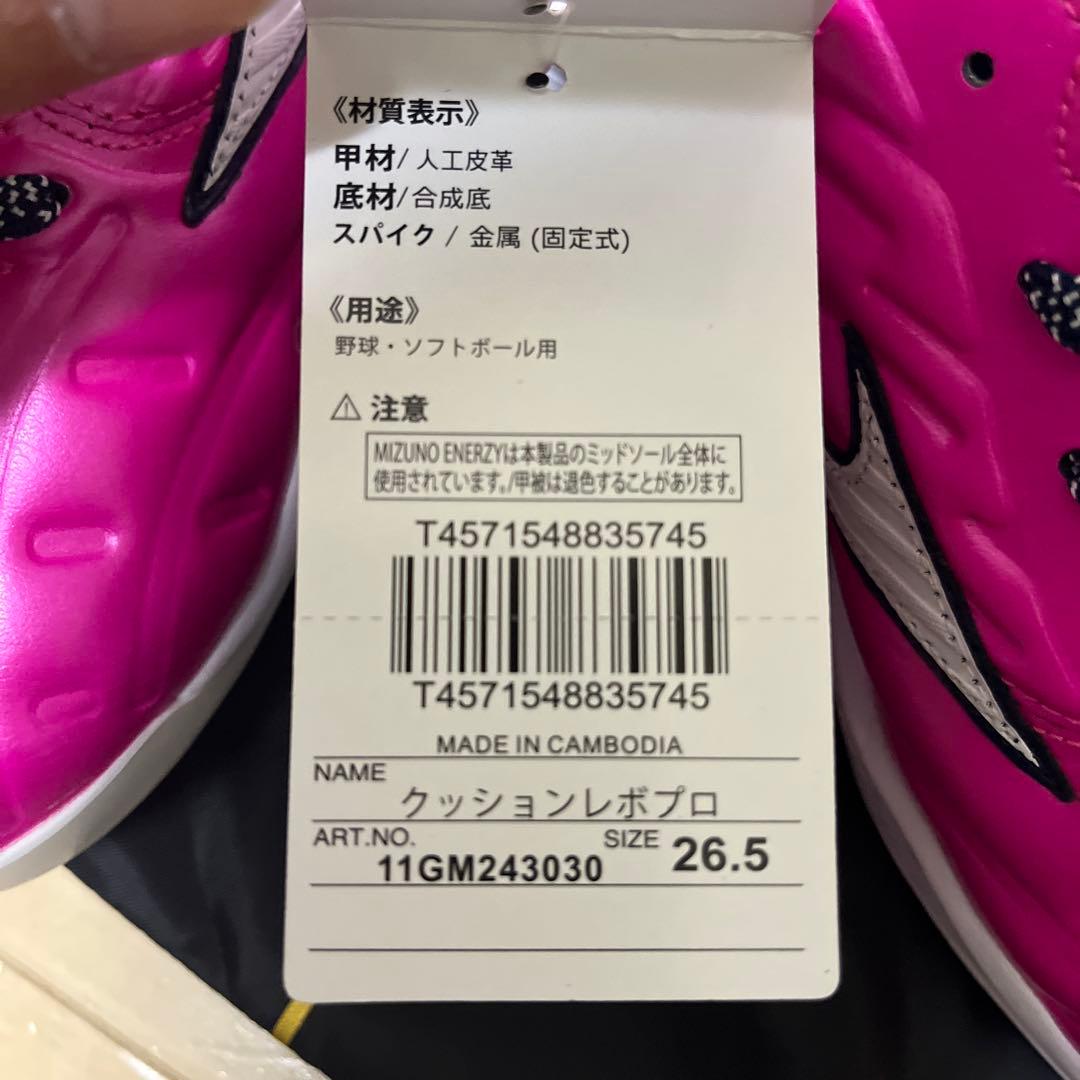 《材質表示》
甲材/ 人工皮革
底材/合成底
スパイク / 金属 (固定式)
《用途》
野球・ソフトボール用
⚠ 注意
MIZUNO ENERZYは本製品のミッドソール全体に
使用されています。/甲被は退色することがあります。
T4571548835745
T4571548835745
MADE IN CAMBODIA
NAME
クッションレボプロ
ART.NO.
SIZE
11GM243030
26.5